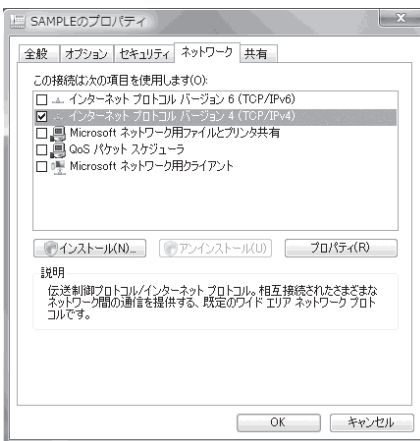 SAMPLEのプロパティ
全般 オプション セキュリティ ネットワーク 共有
この接続は次の項目を使用します(O):
インターネット プロトコル バージョン 6 (TCP/IPv6)
インターネット プロトコル バージョン 4 (TCP/IPv4)
Microsoft ネットワーク用ファイルとプリンタ共有
QoS パケット スケジューラ
Microsoft ネットワーク用クライアント
インストール(N)... アンインストール(U) プロパティ(R)
説明
伝送制御プロトコル/インターネット プロトコル。相互接続されたさまざまな
ネットワーク間の通信を提供する、既定のワイド エリア ネットワーク プロト
コルです。
OK キャンセル